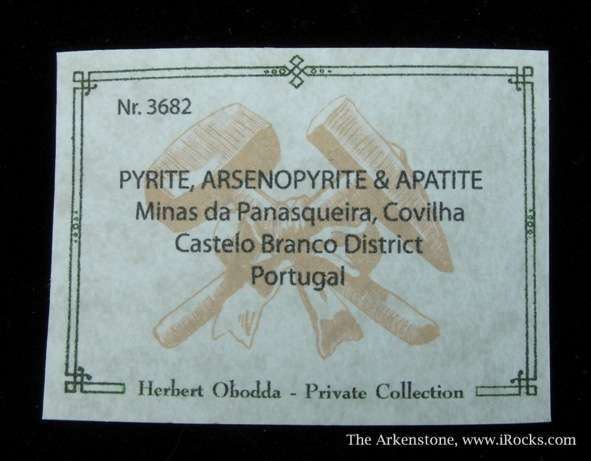 Nr. 3682
PYRITE, ARSENOPYRITE & APATITE
Minas da Panasqueira, Covilha
Castelo Branco District
Portugal
Herbert Obodda - Private Collection
The Arkenstone, www.iRocks.com